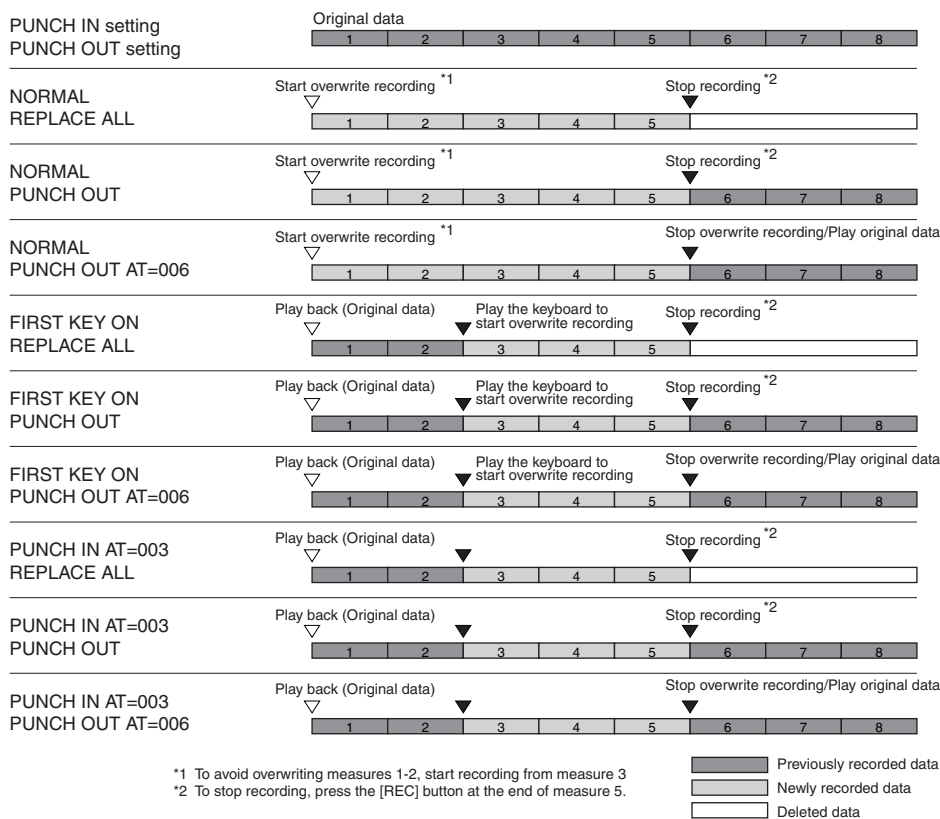 PUNCH IN setting
PUNCH OUT setting
Original data
1 2 3 4 5 6 7 8
NORMAL
REPLACE ALL
Start overwrite recording *1
Stop recording *2
1 2 3 4 5
NORMAL
PUNCH OUT
Start overwrite recording *1
Stop recording *2
1 2 3 4 5 6 7 8
NORMAL
PUNCH OUT AT=006
Start overwrite recording *1
Stop overwrite recording/Play original data
1 2 3 4 5 6 7 8
FIRST KEY ON
REPLACE ALL
Play back (Original data)
Play the keyboard to
start overwrite recording
Stop recording *2
1 2 3 4 5
FIRST KEY ON
PUNCH OUT
Play back (Original data)
Play the keyboard to
start overwrite recording
Stop recording *2
1 2 3 4 5 6 7 8
FIRST KEY ON
PUNCH OUT AT=006
Play back (Original data)
Play the keyboard to
start overwrite recording
Stop overwrite recording/Play original data
1 2 3 4 5 6 7 8
PUNCH IN AT=003
REPLACE ALL
Play back (Original data)
Stop recording *2
1 2 3 4 5
PUNCH IN AT=003
PUNCH OUT
Play back (Original data)
Stop recording *2
1 2 3 4 5 6 7 8
PUNCH IN AT=003
PUNCH OUT AT=006
Play back (Original data)
Stop overwrite recording/Play original data
1 2 3 4 5 6 7 8
*1 To avoid overwriting measures 1-2, start recording from measure 3
*2 To stop recording, press the [REC] button at the end of measure 5.
Previously recorded data
Newly recorded data
Deleted data